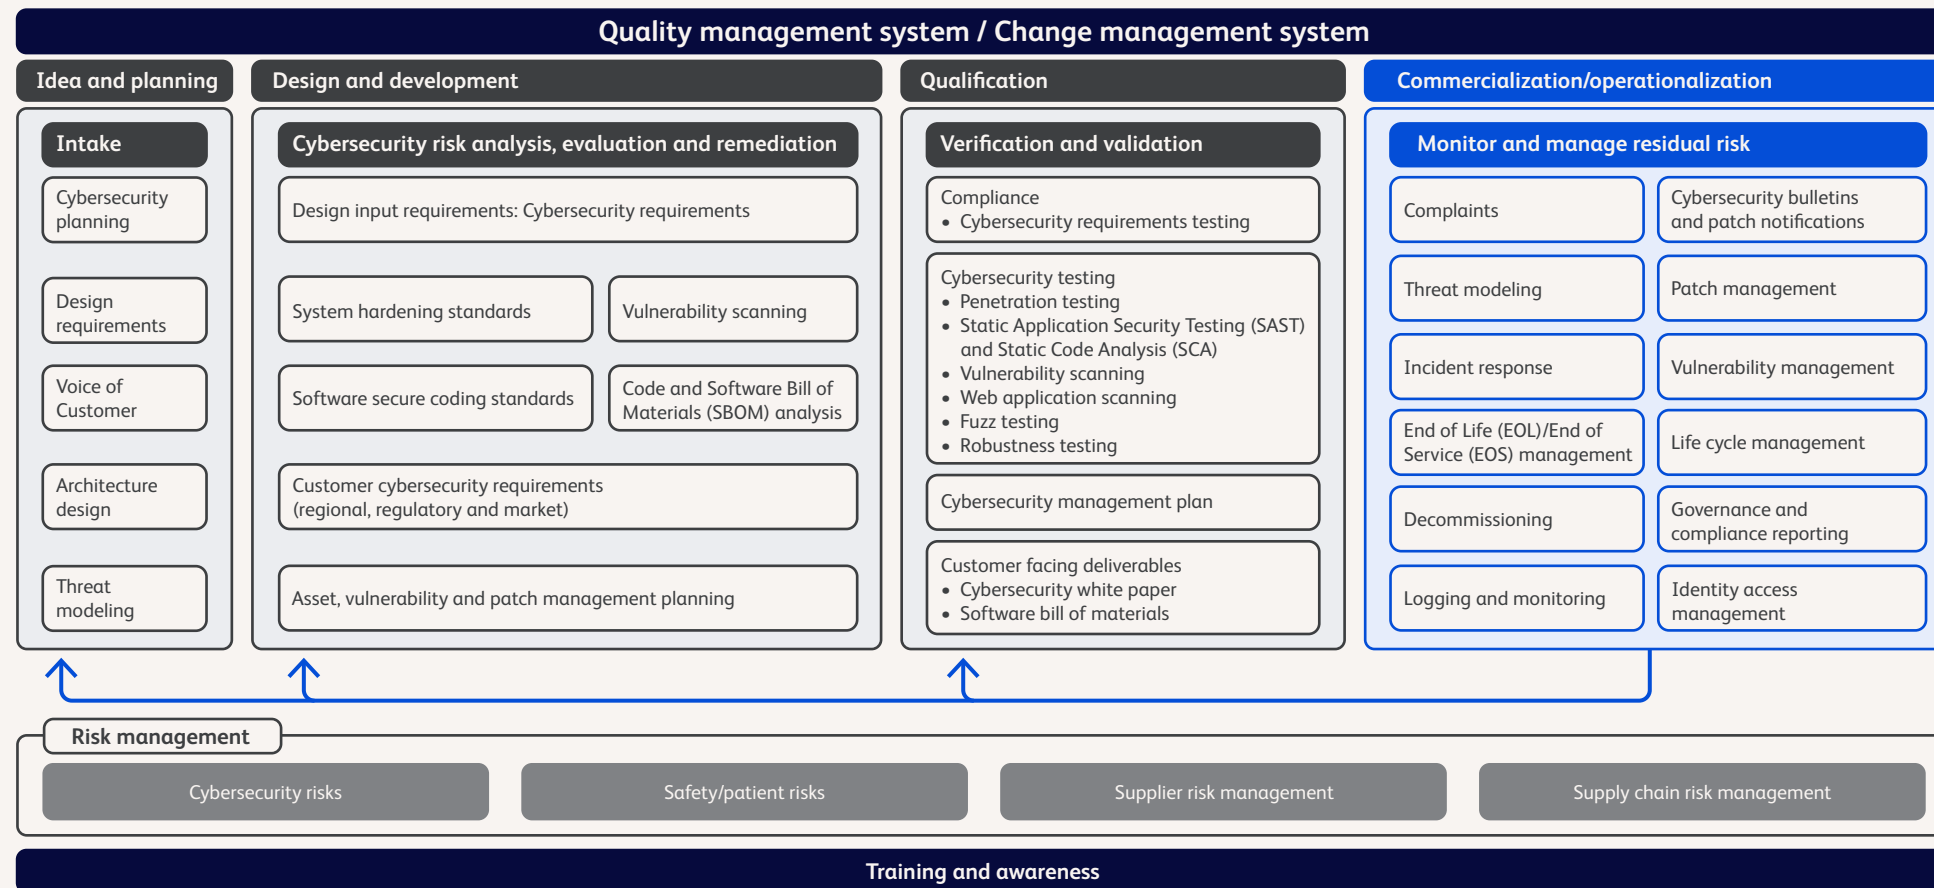 Quality management system / Change management system
Idea and planning
Intake
Cybersecurity
planning
Design
requirements
Voice of
Customer
Architecture
design
Threat
modeling
Design and development
Cybersecurity risk analysis, evaluation and remediation
Design input requirements: Cybersecurity requirements
System hardening standards
Vulnerability scanning
Software secure coding standards
Code and Software Bill of
Materials (SBOM) analysis
Customer cybersecurity requirements
(regional, regulatory and market)
Asset, vulnerability and patch management planning
Qualification
Verification and validation
Compliance
• Cybersecurity requirements testing
Cybersecurity testing
• Penetration testing
• Static Application Security Testing (SAST)
and Static Code Analysis (SCA)
• Vulnerability scanning
• Web application scanning
• Fuzz testing
• Robustness testing
Cybersecurity management plan
Customer facing deliverables
• Cybersecurity white paper
• Software bill of materials
Commercialization/operationalization
Monitor and manage residual risk
Complaints
Cybersecurity bulletins
and patch notifications
Threat modeling
Patch management
Incident response
Vulnerability management
End of Life (EOL)/End of
Service (EOS) management
Life cycle management
Decommissioning
Governance and
compliance reporting
Logging and monitoring
Identity access
management
Risk management
Cybersecurity risks
Safety/patient risks
Supplier risk management
Supply chain risk management
Training and awareness